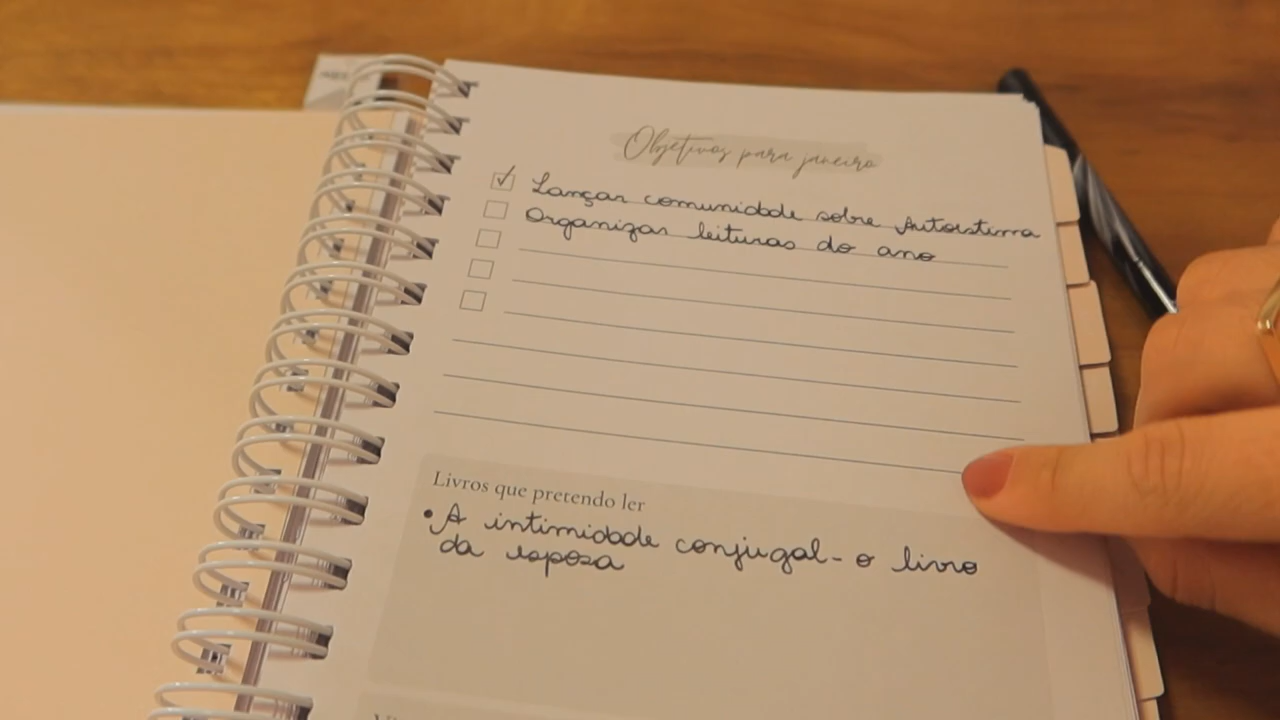 Objetivos para janeiro
Lançar comunidade sobre Autoestima
Organizar leituras do ano
Livros que pretendo ler
• A intimidade conjugal - o livro
da esposa